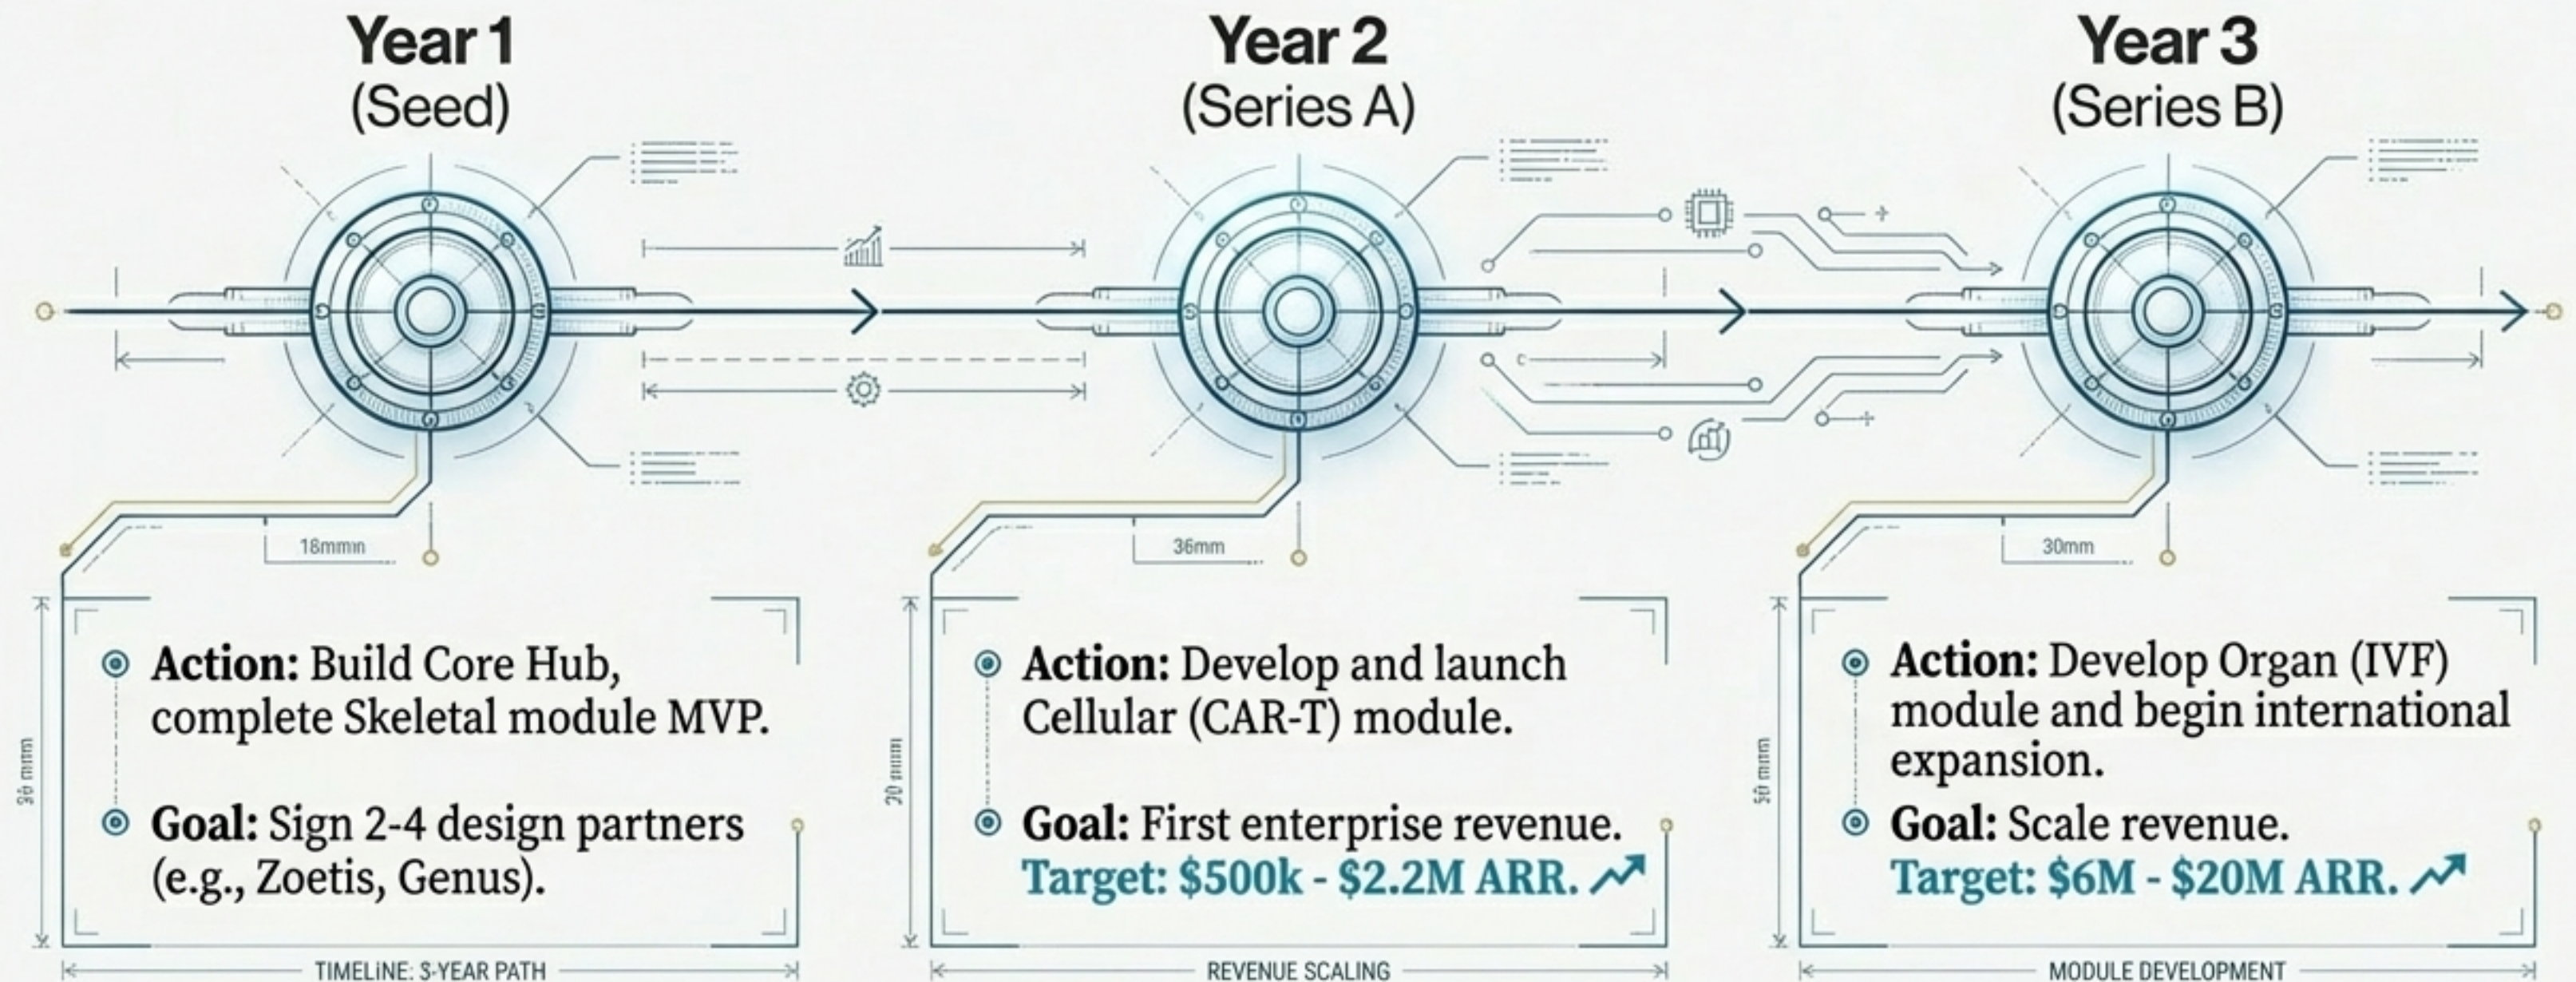 Year 1
(Seed)
Year 2
(Series A)
Year 3
(Series B)
18mmın
36mm
30mm
Action: Build Core Hub,
complete Skeletal module MVP.
Goal: Sign 2-4 design partners
(e.g., Zoetis, Genus).
TIMELiNE: 3-YEAR PATH
Action: Develop and launch
Cellular (CAR-T) module.
Goal: First enterprise revenue.
Target: $500k - $2.2M ARR.
REVENUE SCALING
Action: Develop Organ (IVF)
module and begin international
expansion.
Goal: Scale revenue.
Target: $6M - $20M ARR.
MODULE DEVELOPMENT